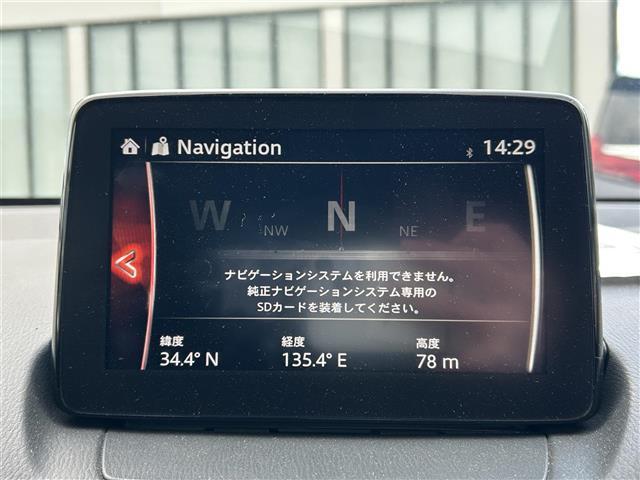 Navigation 14:29
W NW N NE E
ナビゲーションシステムを利用できません。
純正ナビゲーションシステム専用の
SDカードを装着してください。
緯度 経度 高度
34.4° N 135.4° E 78 m